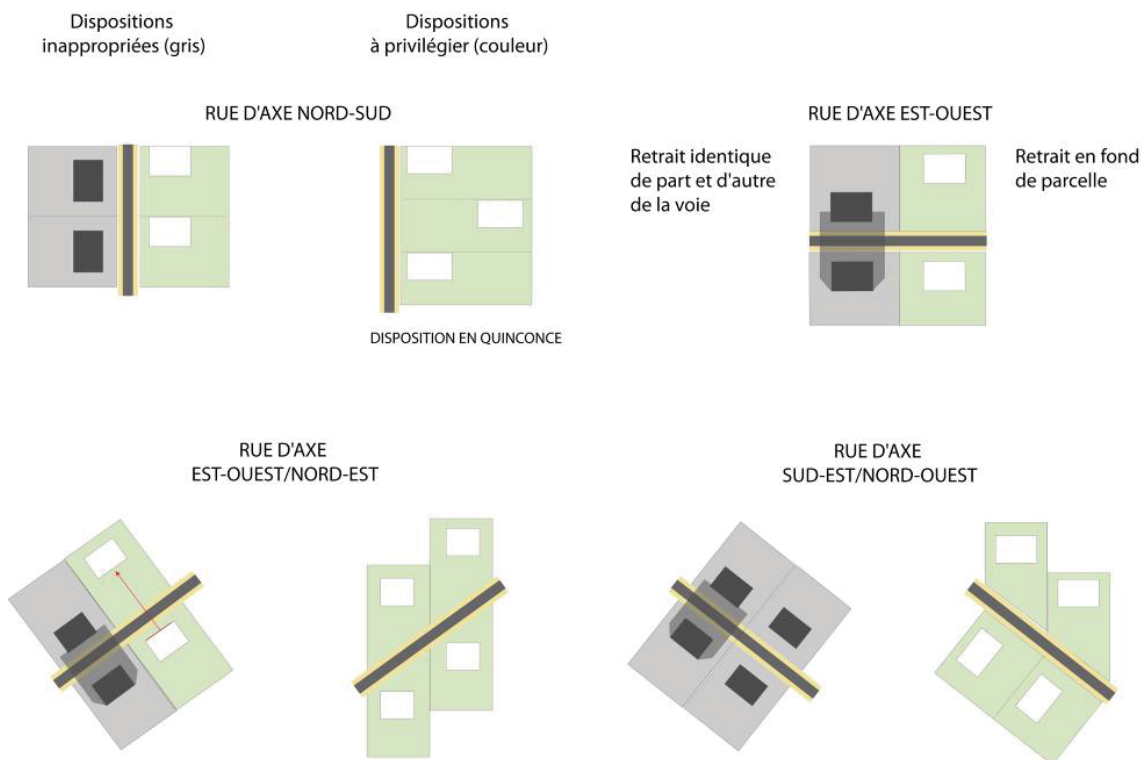 Dispositions
inappropriées (gris)
Dispositions
à privilégier (couleur)
RUE D'AXE NORD-SUD
RUE D'AXE EST-OUEST
Retrait identique
de part et d'autre
de la voie
Retrait en fond
de parcelle
DISPOSITION EN QUINCONCE
RUE D'AXE
EST-OUEST/NORD-EST
RUE D'AXE
SUD-EST/NORD-OUEST